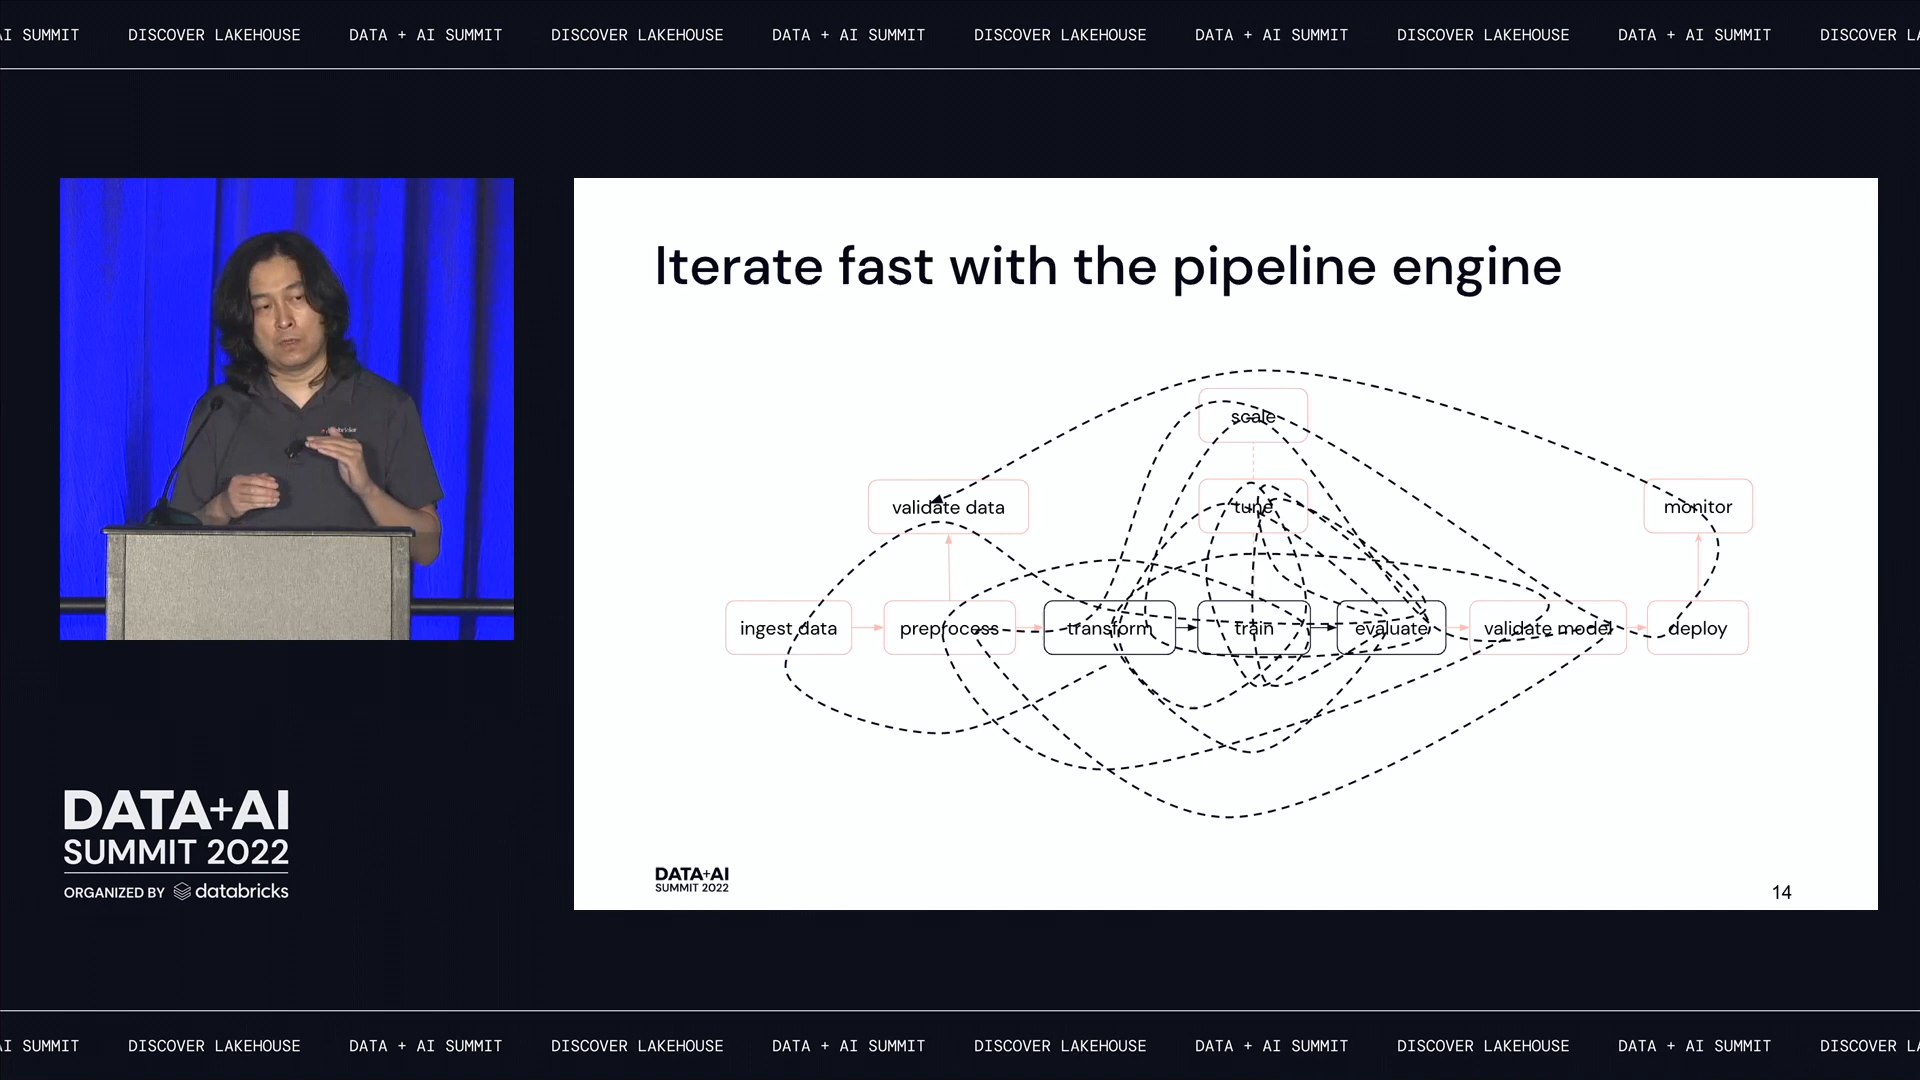 AI SUMMIT DISCOVER LAKEHOUSE DATA + AI SUMMIT DISCOVER LAKEHOUSE DATA + AI SUMMIT DISCOVER LAKEHOUSE DATA + AI SUMMIT DISCOVER LAKEHOUSE DATA + AI SUMMIT DISCOVER LA
Iterate fast with the pipeline engine
scale
validate data
tune
monitor
ingest data
preprocess
transform
train
evaluate
validate model
deploy
DATA+AI
SUMMIT 2022
ORGANIZED BY databricks
DATA+AI
SUMMIT 2022
14
AI SUMMIT DISCOVER LAKEHOUSE DATA + AI SUMMIT DISCOVER LAKEHOUSE DATA + AI SUMMIT DISCOVER LAKEHOUSE DATA + AI SUMMIT DISCOVER LAKEHOUSE DATA + AI SUMMIT DISCOVER LA